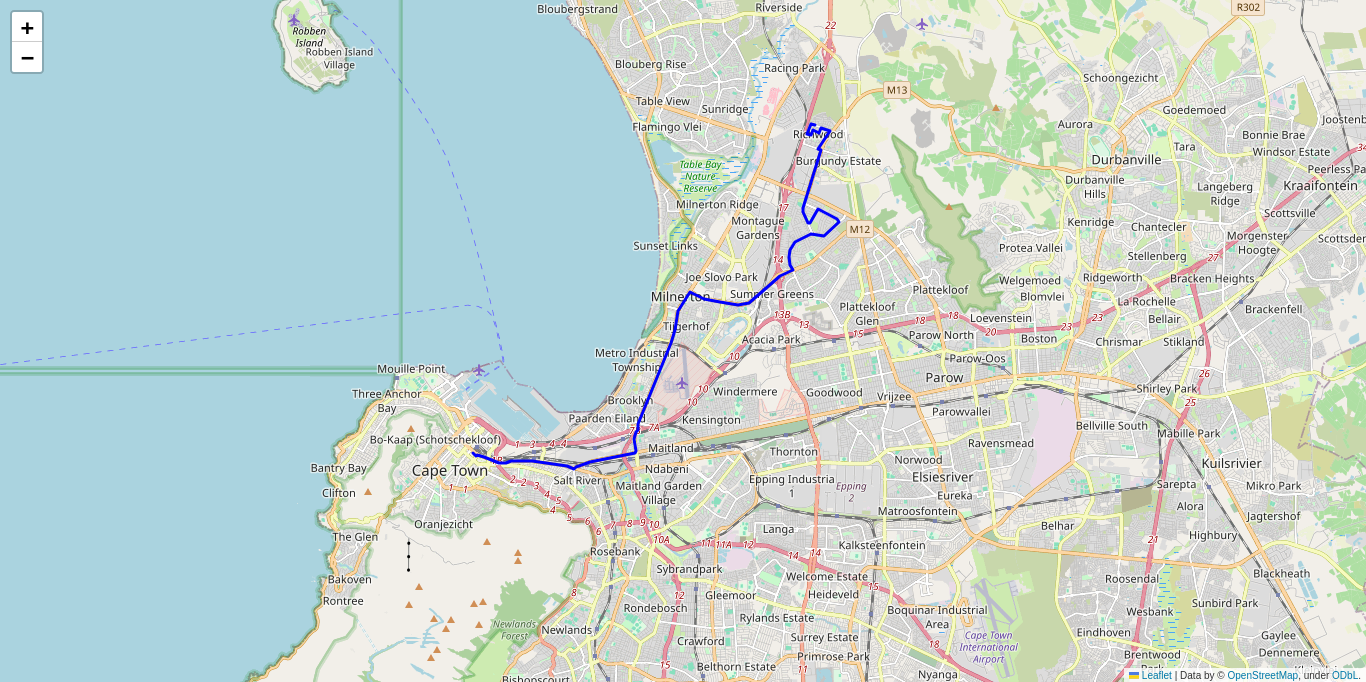 +
−
Robben
Island
Robben Island
Village
Bloubergstrand
Riverside
22
R302
Blouberg Rise
Racing Park
Schoongezicht
M13
Table View
Sunridge
Goedemoed
Flamingo Vlei
Aurora
Joostenb
Richwood
Bonnie Brae
Tara
34
Windsor Estate
Table Bay
Nature
Reserve
Burgundy Estate
Durbanville
Peerless Pa
Durbanville
Hills
Langeberg
Ridge
Kraaifontein
Milnerton Ridge
17
Scottsville
Montague
Gardens
M12
Kenridge
Chantecler
Morgenster
Hoogte
Scottsden
Sunset Links
Protea Vallei
Stellenberg
27
14
Joe Slovo Park
Welgemoed
Ridgeworth
Bracken Heights
Milnerton
Summer Greens
Plattekloof
Blomvlei
La Rochelle
Plattekloof
Glen
Brackenfell
Tijgerhof
13B
13
15
18
18
20
Loevenstein
23
Bellair
Acacia Park
Parow North
Boston
Chrismar
Stikland
Metro Industrial
Township
10
Parow-Oos
26
Mouille Point
Parow
Three Anchor
Bay
10
Windermere
Goodwood
Vrijzee
Shirley Park
Brooklyn
10
25
Paarden Eiland
Kensington
Parowvallei
Bellville South
7A
Mabille Park
Bo-Kaap (Schotschekloof)
1
3
4
4
Maitland
Thornton
Ravensmead
Cape Town
Norwood
Kuilsrivier
Bantry Bay
Ndabeni
Salt River
Epping Industria
1
Elsiesriver
Sarepta
Mikro Park
Clifton
1
1
2
2
3
4
5
5
6
Maitland Garden
Village
Epping
2
Eureka
Matroosfontein
Alora
Jagtershof
Oranjezicht
7
8
9
10
Langa
Belhar
The Glen
10A
11
11A
12
Highbury
Rosebank
14
14
Kalksteenfontein
21
Sybrandpark
Bakoven
Welcome Estate
Roosendal
Blackheath
Rontree
8
12
Gleemoor
Heideveld
Rondebosch
Boquinar Industrial
Area
Wesbank
Sunbird Park
Rylands Estate
Newlands
Forest
Newlands
Crawford
Surrey Estate
Cape Town
International
Airport
Eindhoven
Gaylee
Primrose Park
Brentwood
Dennemere
Bishopscourt
15
Belthorn Estate
Nyanga
Leaflet | Data by © OpenStreetMap, under ODbL.